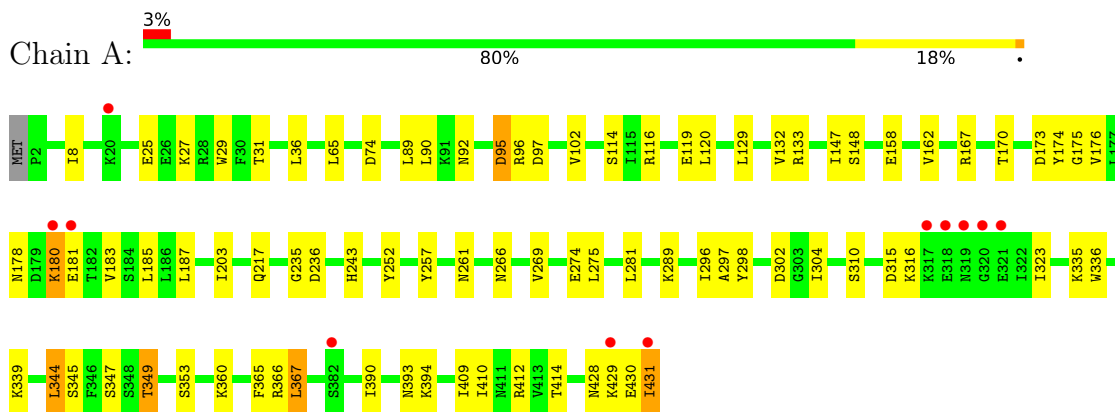 3%
Chain A:
80% 18% •
MET P2 I8 K20 E25 E26 K27 R28 W29 F30 T31 L36 L65 D74 L89 L90 K91 N92 D95 R96 D97 V102 S114 I115 R116 E119 L120 L129 V132 R133 I147 S148 E158 V162 R167 T170 D173 Y174 G175 V176 L177
N178 D179 K180 E181 T182 V183 S184 L185 L186 L187 I203 Q217 G235 D236 H243 Y252 Y257 N261 N266 V269 E274 L275 L281 K289 I296 A297 Y298 D302 G303 I304 S310 D315 K316 K317 E318 N319 G320 E321 I322 I323 K335 W336
K339 L344 S345 F346 S347 S348 T349 S353 K360 F365 R366 L367 S382 I390 N393 K394 I409 I410 N411 R412 V413 T414 N428 K429 E430 I431